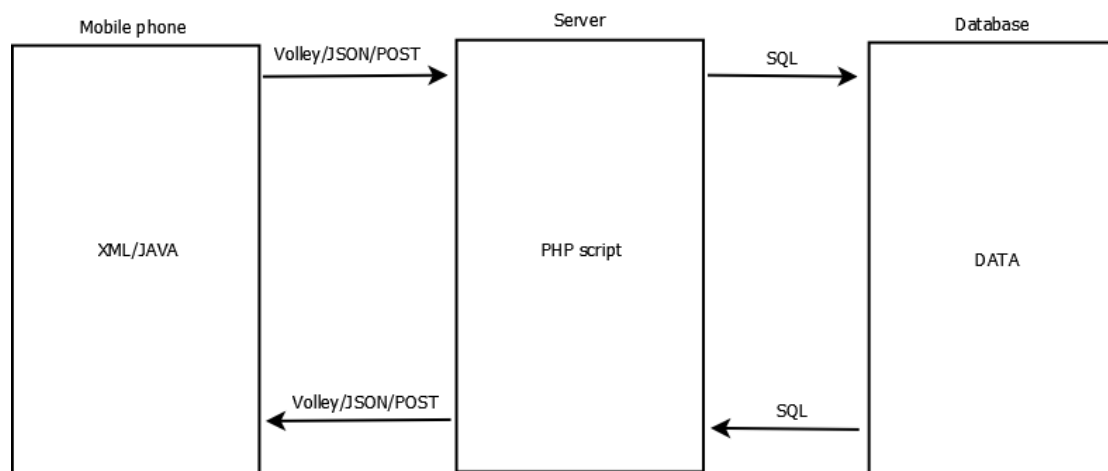 Mobile phone
Server
Database
Volley/JSON/POST
SQL
XML/JAVA
PHP script
DATA
Volley/JSON/POST
SQL